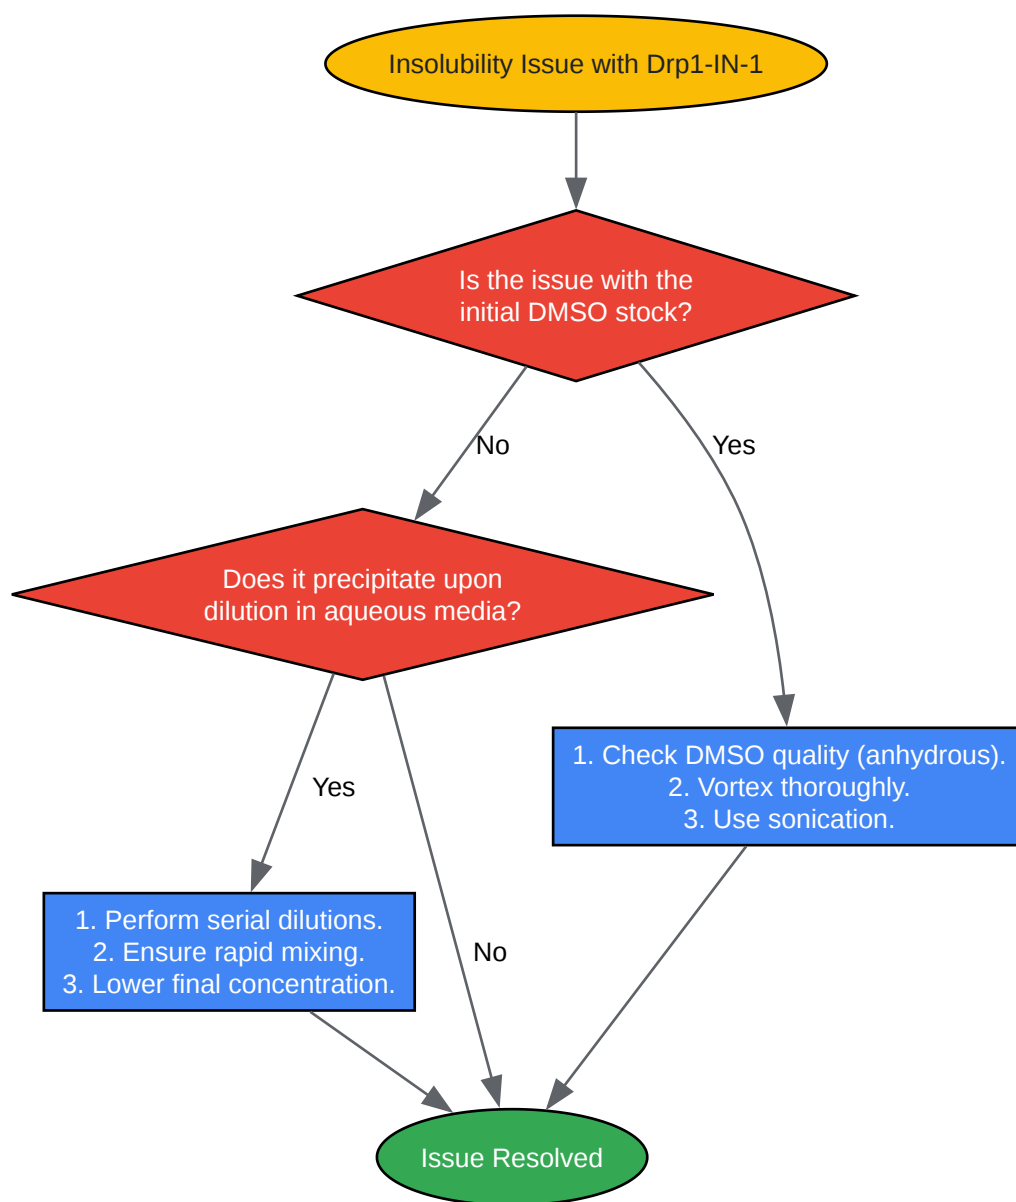 Insolubility Issue with Drp1-IN-1
Is the issue with the
initial DMSO stock?
No
Yes
Does it precipitate upon
dilution in aqueous media?
1. Check DMSO quality (anhydrous).
2. Vortex thoroughly.
3. Use sonication.
Yes
1. Perform serial dilutions.
2. Ensure rapid mixing.
3. Lower final concentration.
No
Issue Resolved